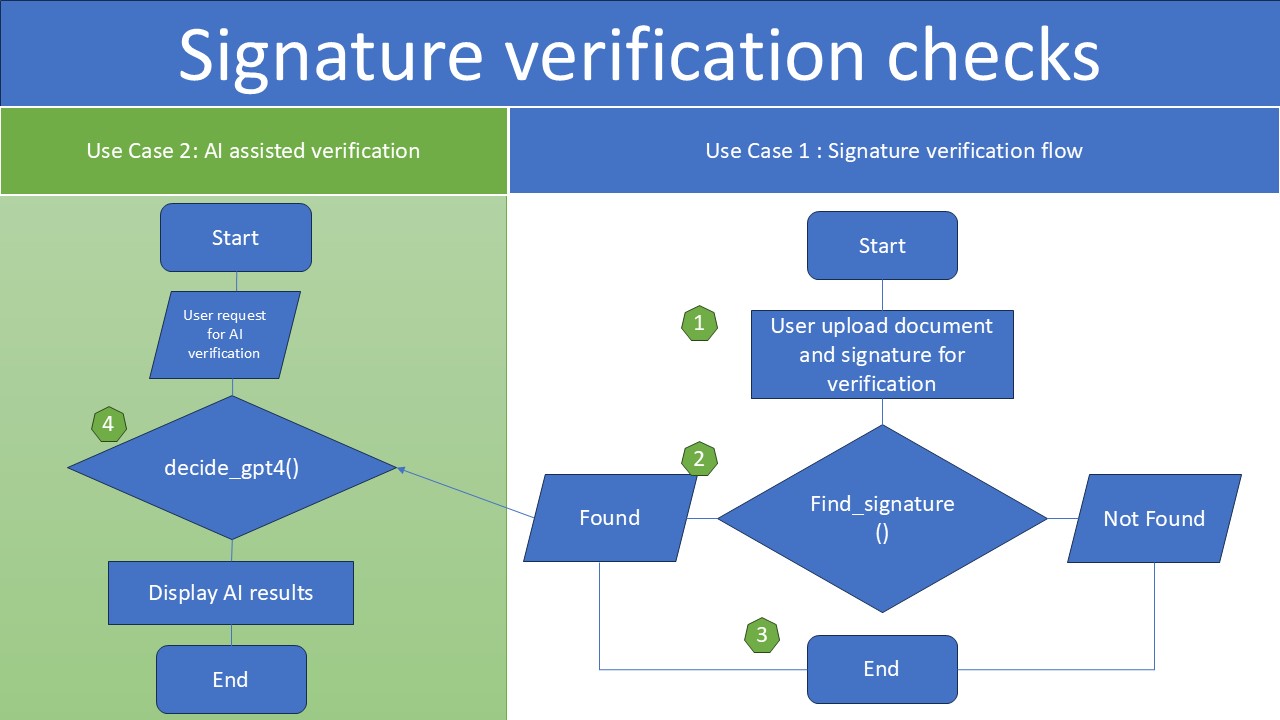 Signature verification checks
Use Case 2: AI assisted verification
Use Case 1 : Signature verification flow
Start
User request
for AI
verification
4
decide_gpt4()
Display AI results
End
Start
1
User upload document
and signature for
verification
2
Found
Find_signature
()
Not Found
3
End